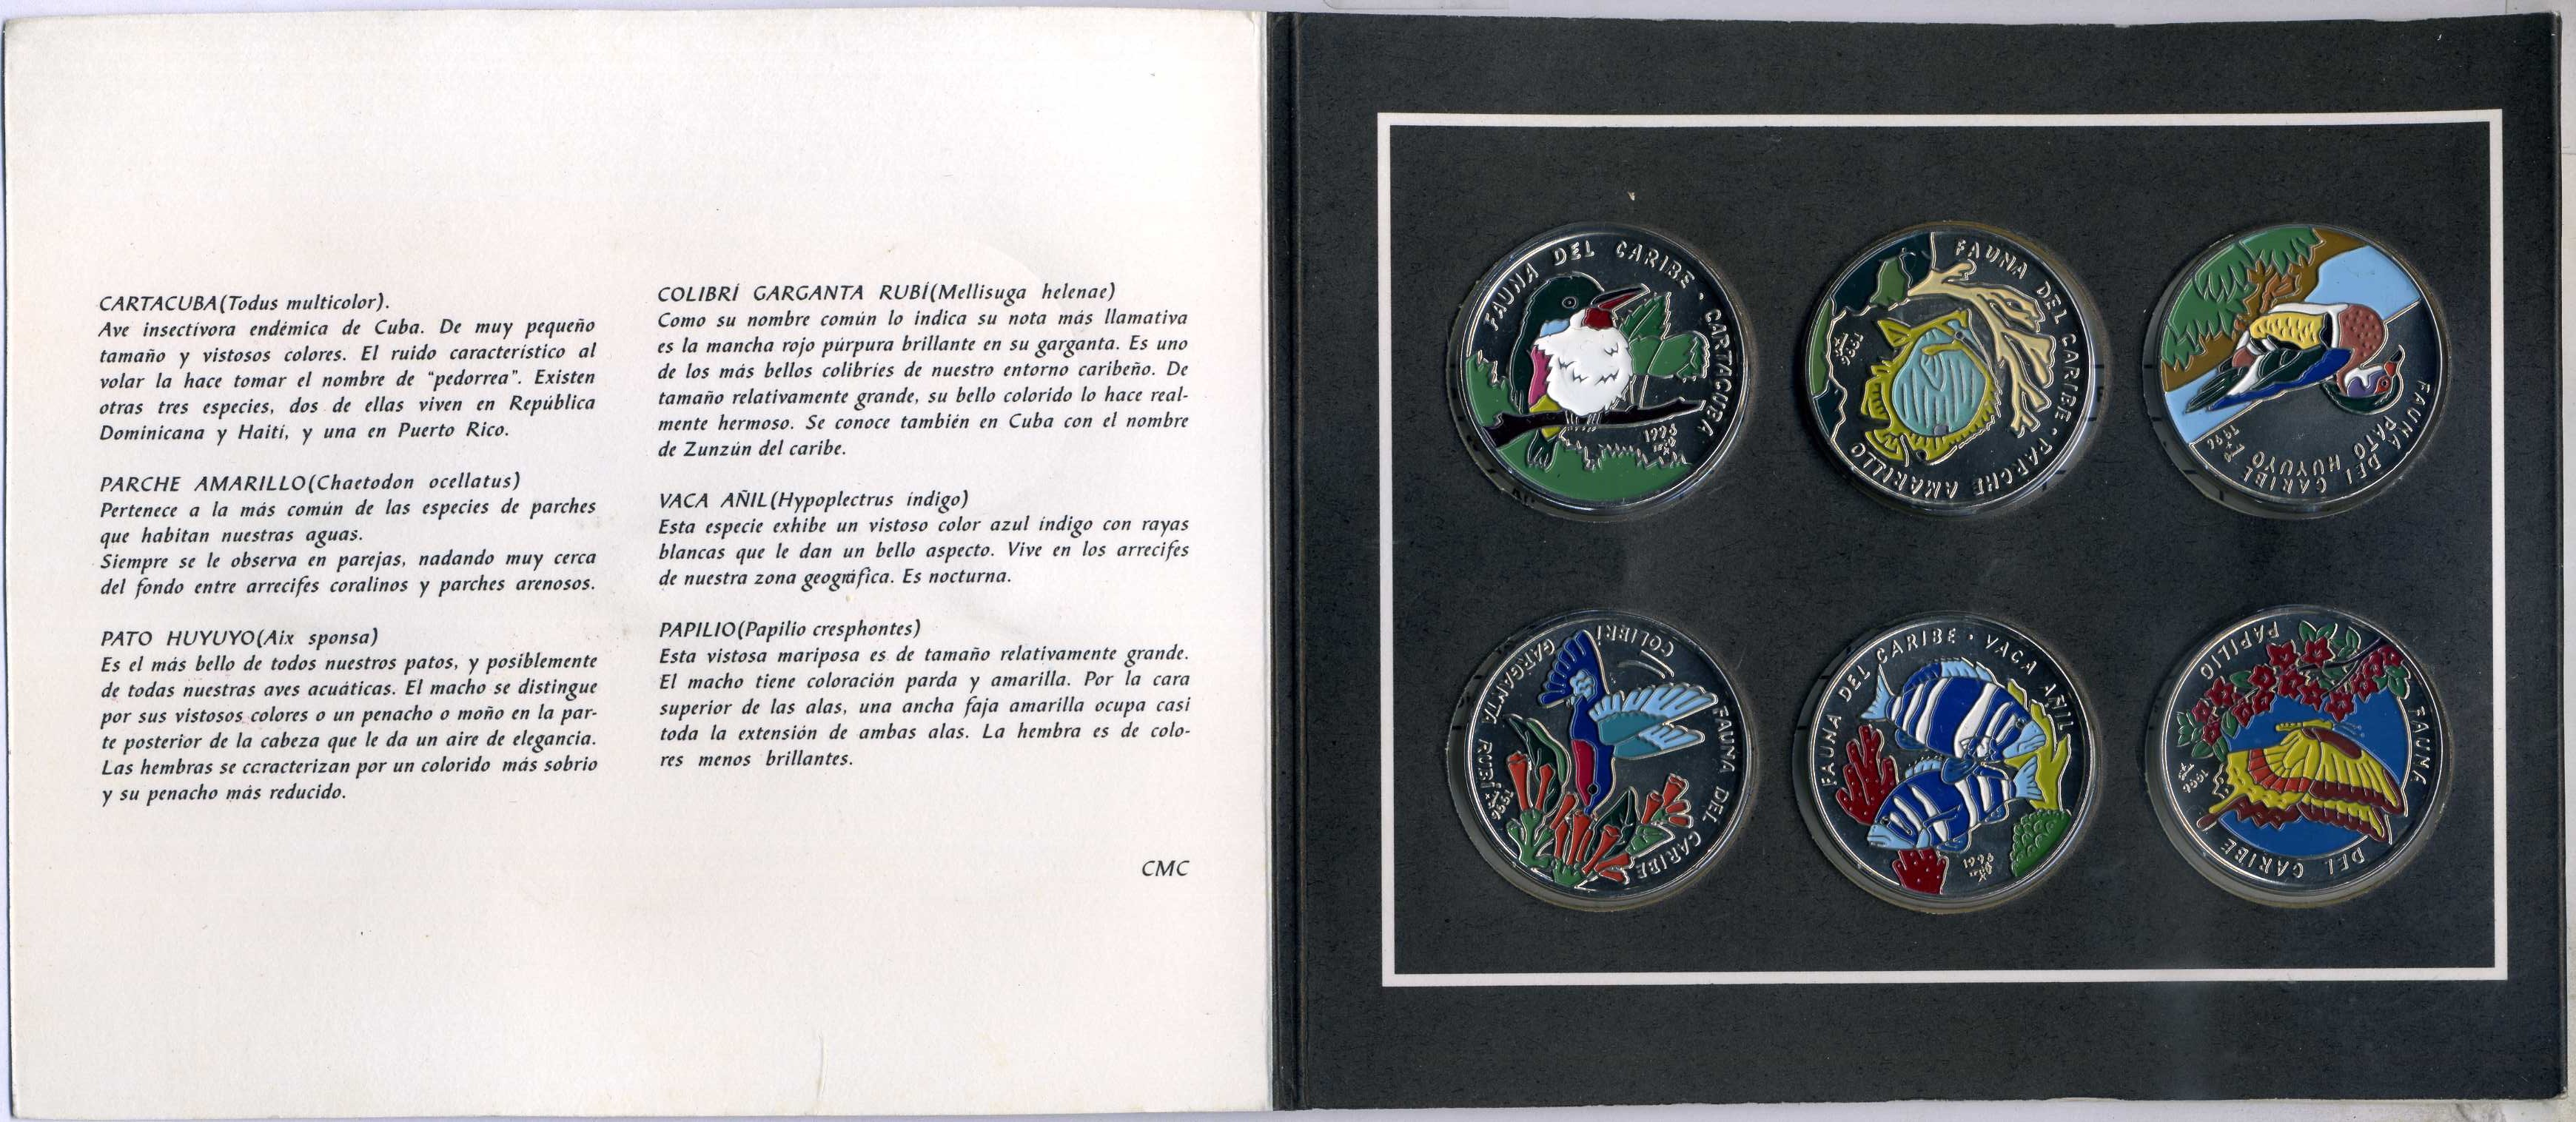 CARTACUBA(Todus multicolor).
Ave insectívora endémica de Cuba. De muy pequeño
tamaño y vistosos colores. El ruido característico al
volar la hace tomar el nombre de "pedorrea". Existen
otras tres especies, dos de ellas viven en República
Dominicana y Haití, y una en Puerto Rico.
PARCHE AMARILLO(Chaetodon ocellatus)
Pertenece a la más común de las especies de parches
que habitan nuestras aguas.
Siempre se le observa en parejas, nadando muy cerca
del fondo entre arrecifes coralinos y parches arenosos.
PATO HUYUYO(Aix sponsa)
Es el más bello de todos nuestros patos, y posiblemente
de todas nuestras aves acuáticas. El macho se distingue
por sus vistosos colores o un penacho o moño en la par-
te posterior de la cabeza que le da un aire de elegancia.
Las hembras se caracterizan por un colorido más sobrio
y su penacho más reducido.
COLIBRÍ GARGANTA RUBÍ(Mellisuga helenae)
Como su nombre común lo indica su nota más llamativa
es la mancha rojo púrpura brillante en su garganta. Es uno
de los más bellos colibríes de nuestro entorno caribeño. De
tamaño relativamente grande, su bello colorido lo hace real-
mente hermoso. Se conoce también en Cuba con el nombre
de Zunzún del caribe.
VACA AÑIL(Hypoplectrus índigo)
Esta especie exhibe un vistoso color azul índigo con rayas
blancas que le dan un bello aspecto. Vive en los arrecifes
de nuestra zona geográfica. Es nocturna.
PAPILIO(Papilio cresphontes)
Esta vistosa mariposa es de tamaño relativamente grande.
El macho tiene coloración parda y amarilla. Por la cara
superior de las alas, una ancha faja amarilla ocupa casi
toda la extensión de ambas alas. La hembra es de colo-
res menos brillantes.
CMC
FAUNA DEL CARIBE · CARTACUBA
1996
FAUNA DEL CARIBE · PARCHE AMARILLO
1996
FAUNA DEL CARIBE
PATO HUYUYO
1996
COLIBRÍ GARGANTA RUBÍ
FAUNA DEL CARIBE
1996
FAUNA DEL CARIBE · VACA AÑIL
1996
PAPILIO
FAUNA DEL CARIBE
1996